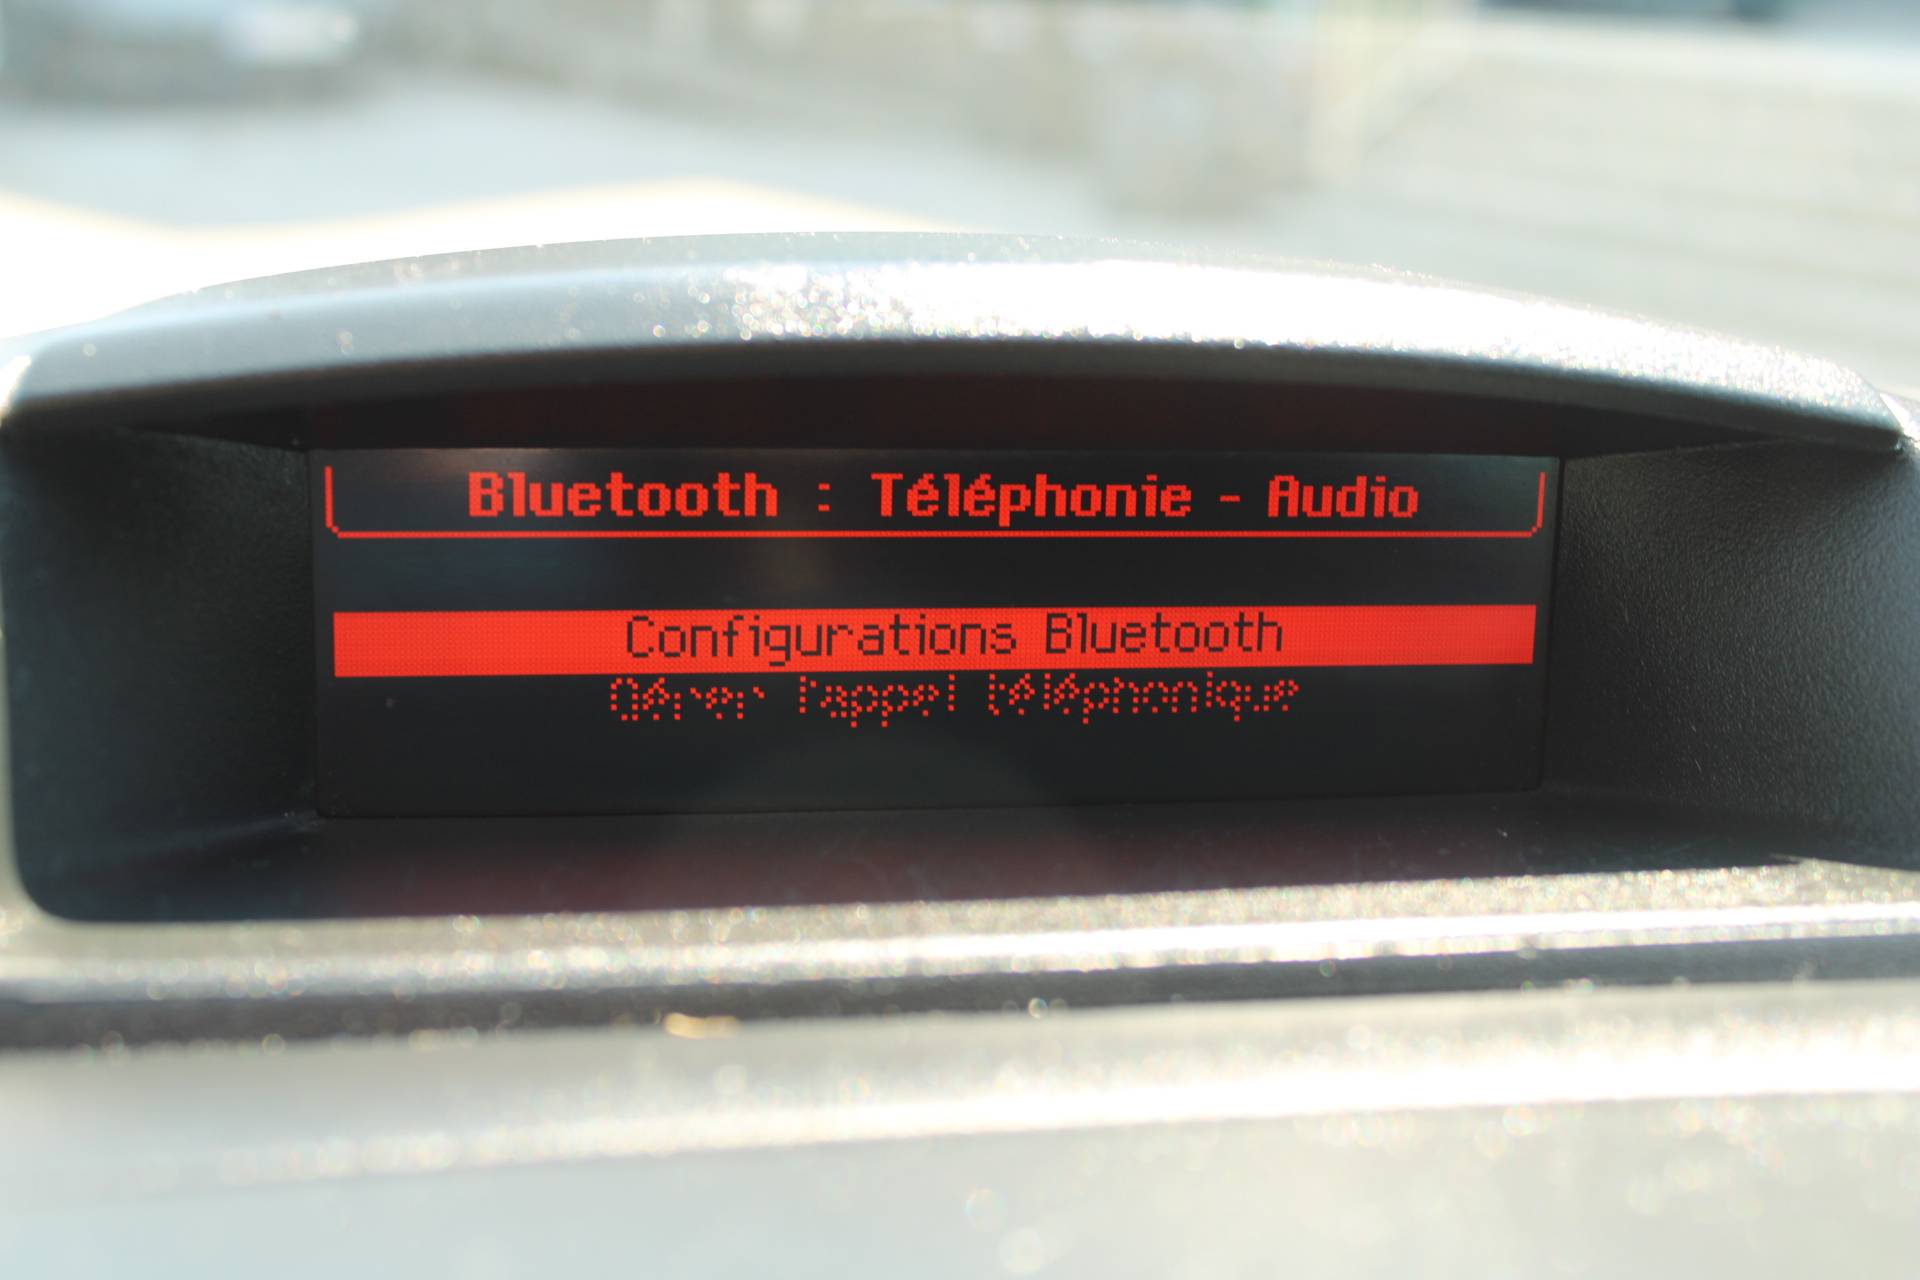 Bluetooth : Téléphonie - Audio
Configurations Bluetooth
Gérer l'appel téléphonique